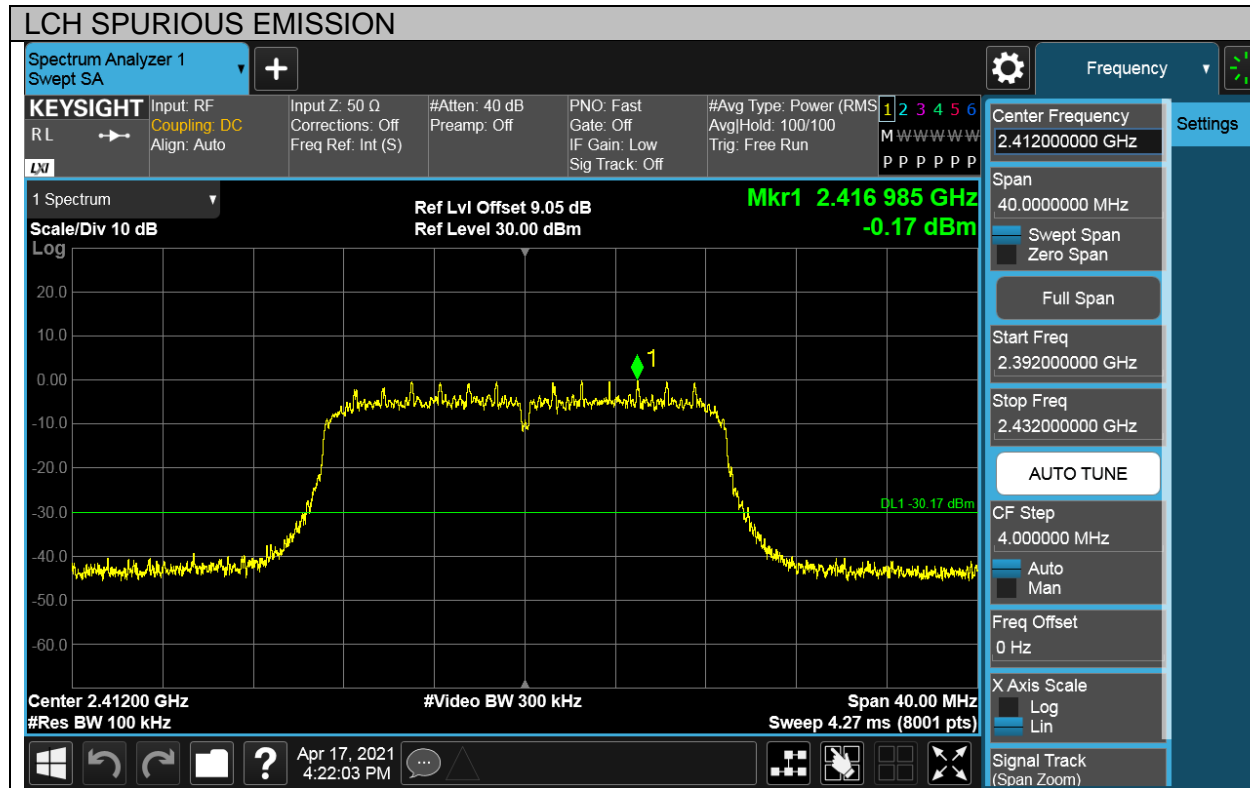 LCH SPURIOUS EMISSION
Spectrum Analyzer 1
Swept SA
+
Frequency
KEYSIGHT
R L
LXI
Input: RF
Coupling: DC
Align: Auto
Input Z: 50 Ω
Corrections: Off
Freq Ref: Int (S)
#Atten: 40 dB
Preamp: Off
PNO: Fast
Gate: Off
IF Gain: Low
Sig Track: Off
#Avg Type: Power (RMS
Avg|Hold: 100/100
Trig: Free Run
1 2 3 4 5 6
M W W W W W
P P P P P P
1 Spectrum
Scale/Div 10 dB
Ref Lvl Offset 9.05 dB
Ref Level 30.00 dBm
Mkr1 2.416 985 GHz
-0.17 dBm
Log
20.0
10.0
0.00
-10.0
-20.0
-30.0
-40.0
-50.0
-60.0
1
DL1 -30.17 dBm
Center 2.41200 GHz
#Res BW 100 kHz
#Video BW 300 kHz
Span 40.00 MHz
Sweep 4.27 ms (8001 pts)
Center Frequency
2.412000000 GHz
Settings
Span
40.0000000 MHz
Swept Span
Zero Span
Full Span
Start Freq
2.392000000 GHz
Stop Freq
2.432000000 GHz
AUTO TUNE
CF Step
4.000000 MHz
Auto
Man
Freq Offset
0 Hz
X Axis Scale
Log
Lin
Signal Track
(Span Zoom)
?
Apr 17, 2021
4:22:03 PM